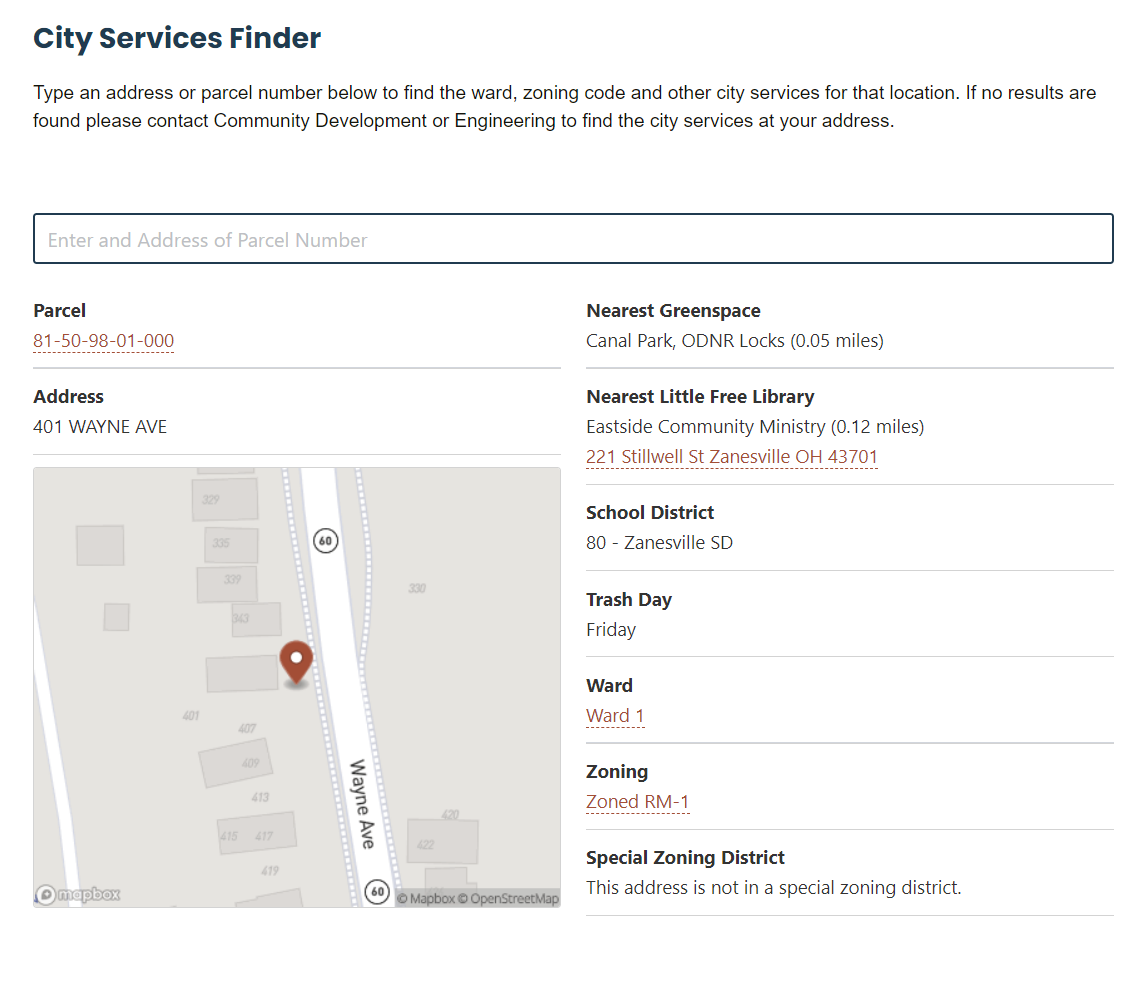 City Services Finder
Type an address or parcel number below to find the ward, zoning code and other city services for that location. If no results are
found please contact Community Development or Engineering to find the city services at your address.
Enter and Address of Parcel Number
Parcel
81-50-98-01-000
Address
401 WAYNE AVE
329
335
60
339
330
343
401
407
409
Wayne Ave
413
420
415
417
422
419
60
mapbox
© Mapbox © OpenStreetMap
Nearest Greenspace
Canal Park, ODNR Locks (0.05 miles)
Nearest Little Free Library
Eastside Community Ministry (0.12 miles)
221 Stillwell St Zanesville OH 43701
School District
80 - Zanesville SD
Trash Day
Friday
Ward
Ward 1
Zoning
Zoned RM-1
Special Zoning District
This address is not in a special zoning district.